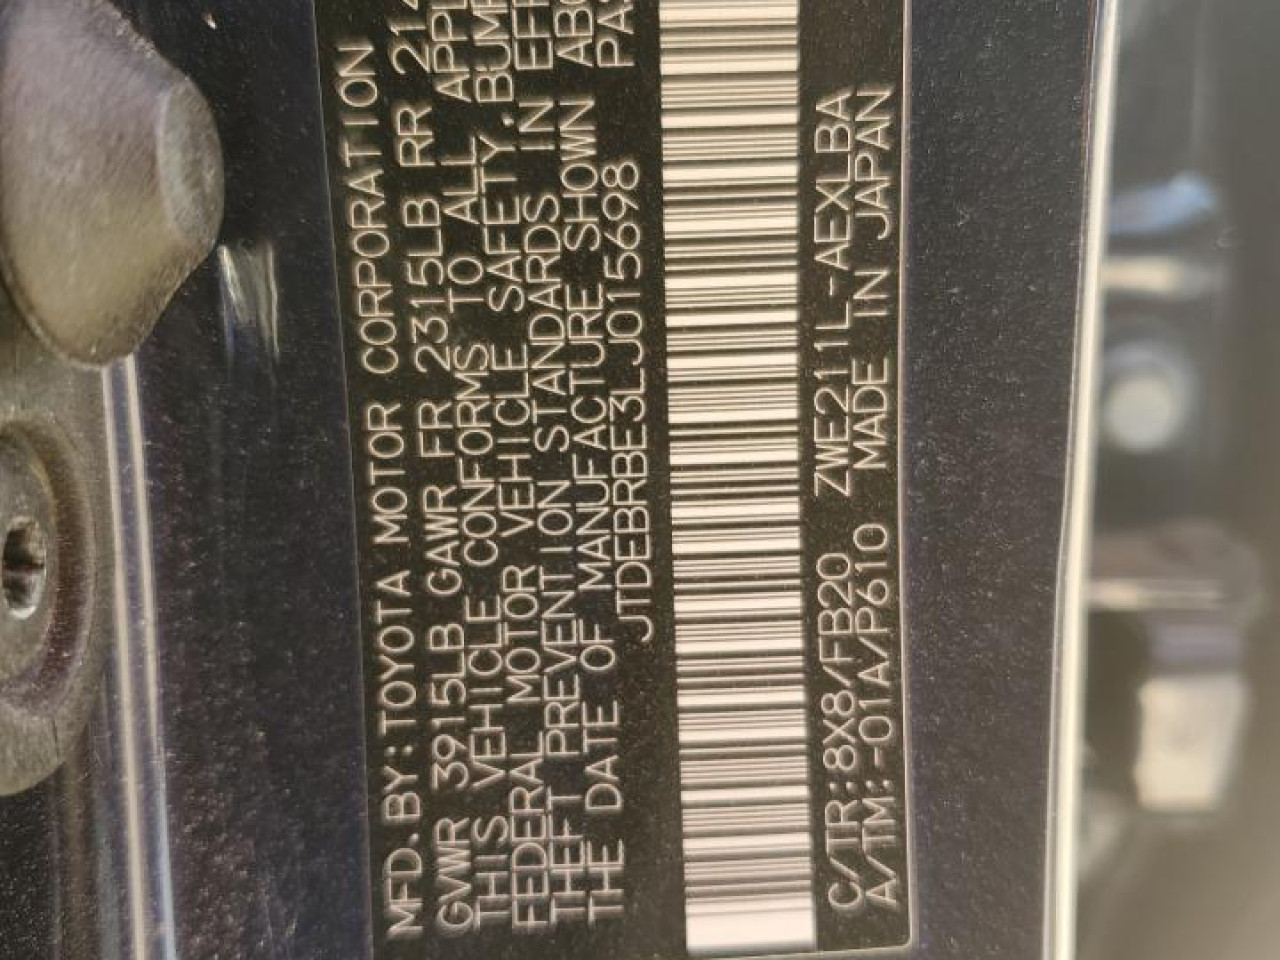 MFD.BY:TOYOTA MOTOR CORPORATION
GVWR 3915LB GAWR FR 2315LB RR
THIS VEHICLE CONFORMS TO ALL
FEDERAL MOTOR VEHICLE SAFETY.
THEFT PREVENTION STANDARDS IN
THE DATE OF MANUFACTURE SHOWN
JTDEBRBE3LJ015698
C/TR:8X8/FB20 ZWE211L-AEXLBA
A/TM:-01A/P610 MADE IN JAPAN